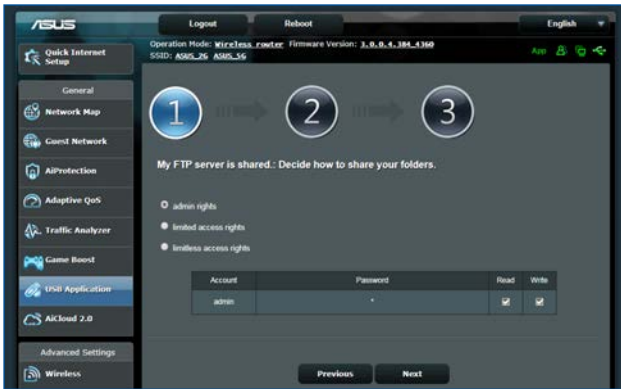 ASUS
Logout
Reboot
English
Quick Internet
Setup
Operation Mode: Wireless router Firmware Version: 3.0.0.4.384_4360
SSID: ASUS_2G ASUS_5G
App
General
Network Map
Guest Network
AiProtection
Adaptive QoS
Traffic Analyzer
Game Boost
USB Application
AiCloud 2.0
Advanced Settings
Wireless
1 2 3
My FTP server is shared.: Decide how to share your folders.
admin rights
limited access rights
limitless access rights
Account Password Read Write
admin *
Previous Next